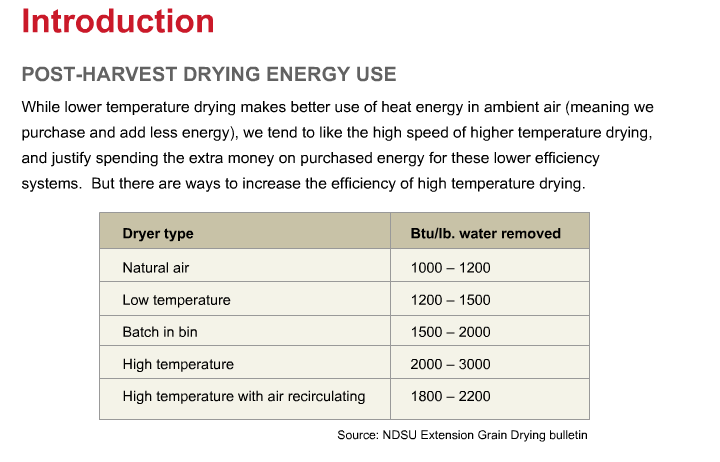 Introduction
POST-HARVEST DRYING ENERGY USE
While lower temperature drying makes better use of heat energy in ambient air (meaning we
purchase and add less energy), we tend to like the high speed of higher temperature drying,
and justify spending the extra money on purchased energy for these lower efficiency
systems.  But there are ways to increase the efficiency of high temperature drying.
Dryer type Btu/lb. water removed
Natural air 1000 – 1200
Low temperature 1200 – 1500
Batch in bin 1500 – 2000
High temperature 2000 – 3000
High temperature with air recirculating 1800 – 2200
Source: NDSU Extension Grain Drying bulletin